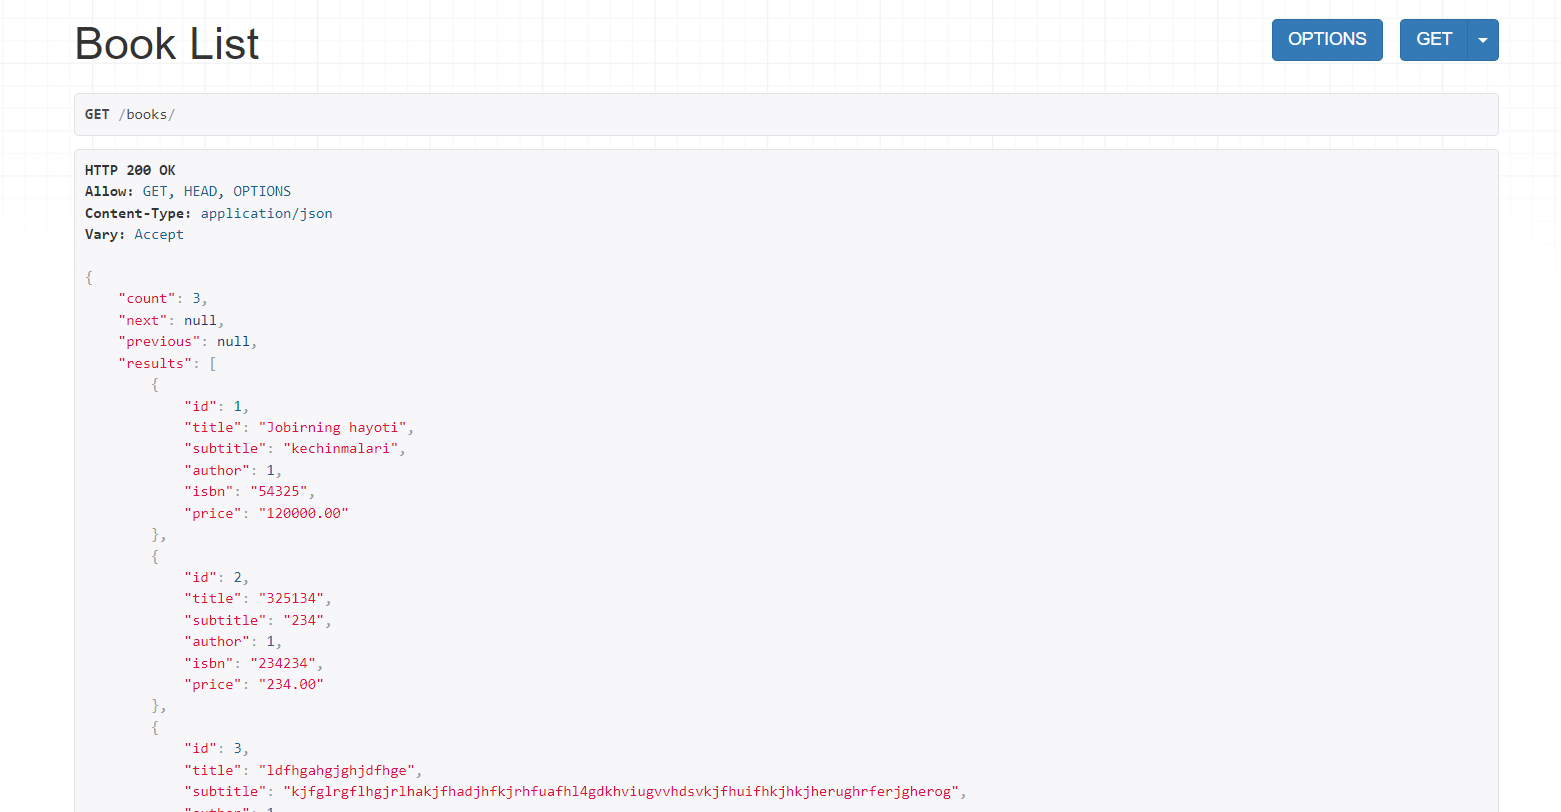 Book List
OPTIONS
GET
GET /books/
HTTP 200 OK
Allow: GET, HEAD, OPTIONS
Content-Type: application/json
Vary: Accept
{
"count": 3,
"next": null,
"previous": null,
"results": [
{
"id": 1,
"title": "Jobirning hayoti",
"subtitle": "kechinmalari",
"author": 1,
"isbn": "54325",
"price": "120000.00"
},
{
"id": 2,
"title": "325134",
"subtitle": "234",
"author": 1,
"isbn": "234234",
"price": "234.00"
},
{
"id": 3,
"title": "ldfhgahgjghjdfhge",
"subtitle": "kjfglrgflhgjrlhakjfhadjhfkjrhfuafhl4gdkhviugvvhdsvkjfhuifhkjhkjherughrferjgherog",
"author": 1